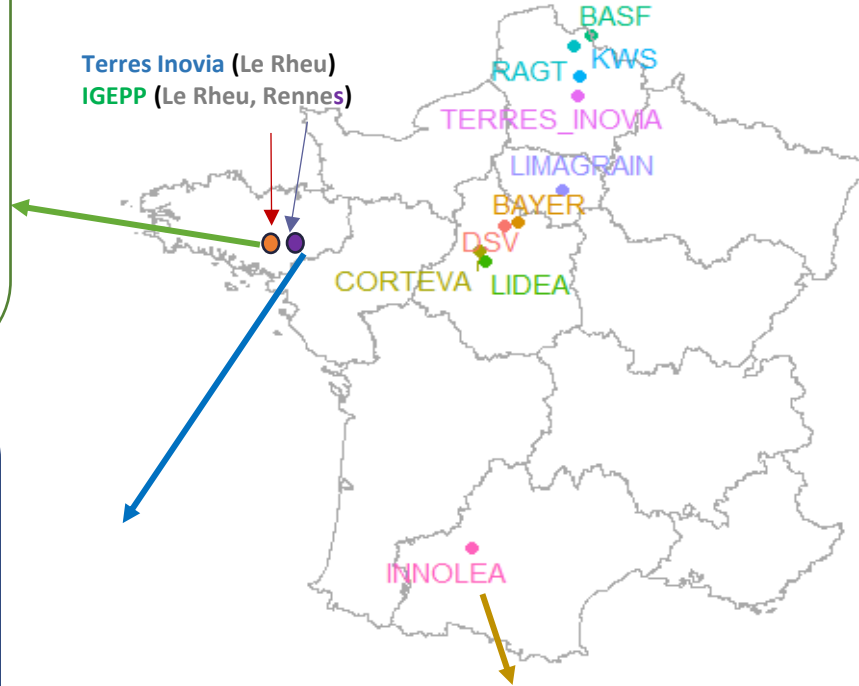 Terres Inovia (Le Rheu)
IGEPP (Le Rheu, Rennes)
BASF
KWS
RAGT
TERRES_INOVIA
LIMAGRAIN
BAYER
DSV
CORTEVA
LIDEA
INNOLEA